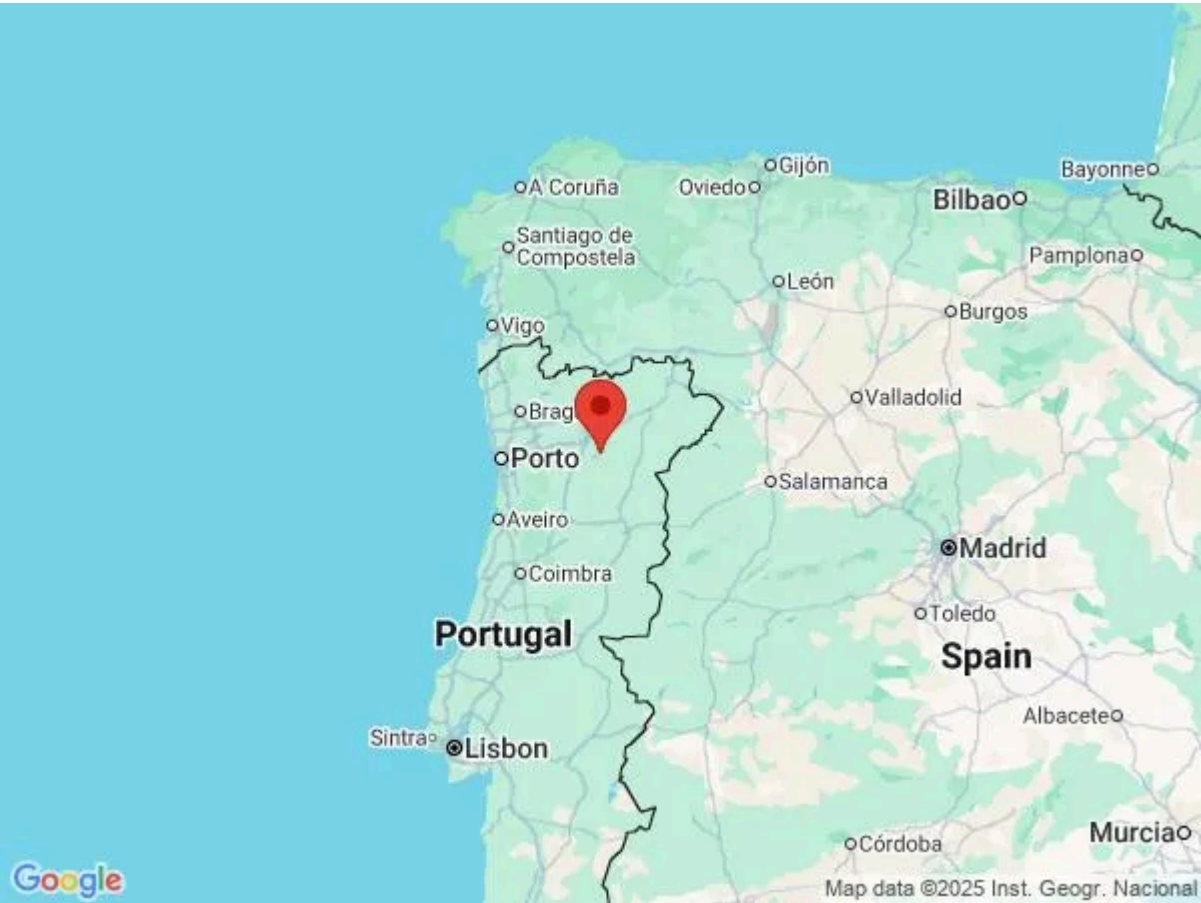 Gijón
Bayonne
A Coruña
Oviedo
Bilbao
Santiago de
Compostela
Pamplona
León
Burgos
Vigo
Valladolid
Brag
Porto
Salamanca
Aveiro
Madrid
Coimbra
Toledo
Portugal
Spain
Albacete
Sintra
Lisbon
Murcia
Córdoba
Google
Map data ©2025 Inst. Geogr. Nacional